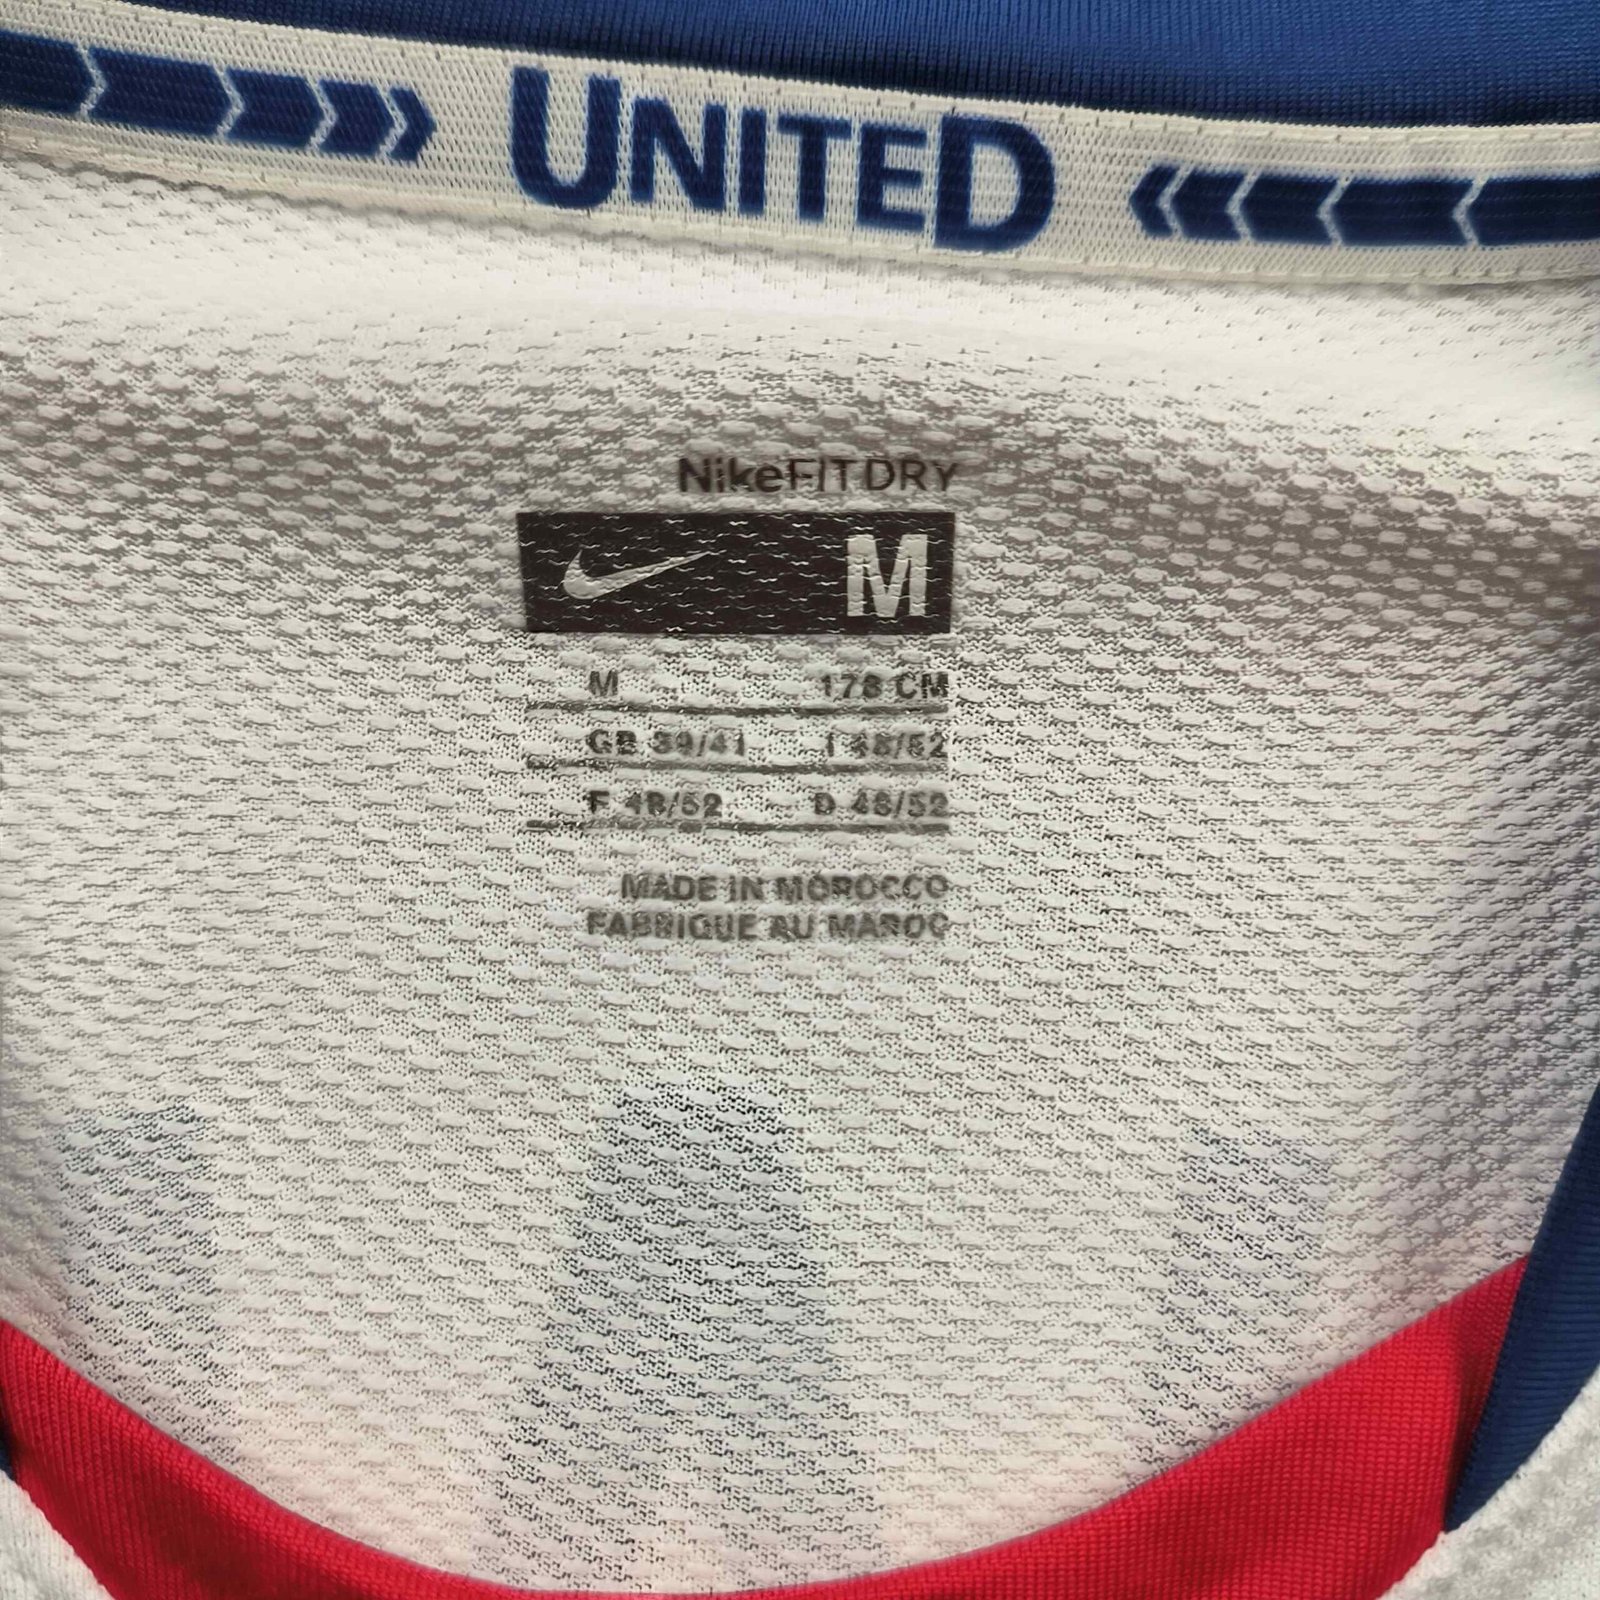 UNITED
NikeFIT DRY
M
M 178 CM
GB 39/41 I 48/52
F 48/52 D 48/52
MADE IN MOROCCO
FABRIQUE AU MAROC